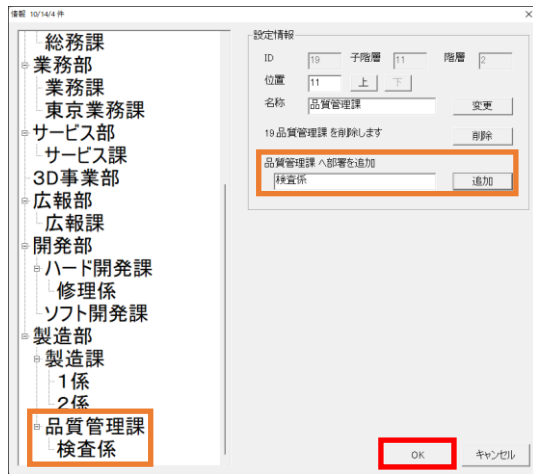 情報 10/14/4 件
総務課
業務部
業務課
東京業務課
サービス部
サービス課
3D事業部
広報部
広報課
開発部
ハード開発課
修理係
ソフト開発課
製造部
製造課
1係
2係
品質管理課
検査係
設定情報
ID 19 子階層 11 階層 2
位置 11 上 下
名称 品質管理課 変更
19 品質管理課 を削除します 削除
品質管理課 へ部署を追加
検査係 追加
OK キャンセル